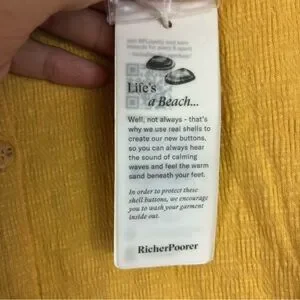 Life's
a Beach...
Well, not always - that's
why we use real shells to
create our new buttons,
so you can always hear
the sound of calming
waves and feel the warm
sand beneath your feet.
In order to protect these
shell buttons, we encourage
you to wash your garment
inside out.
RicherPoorer